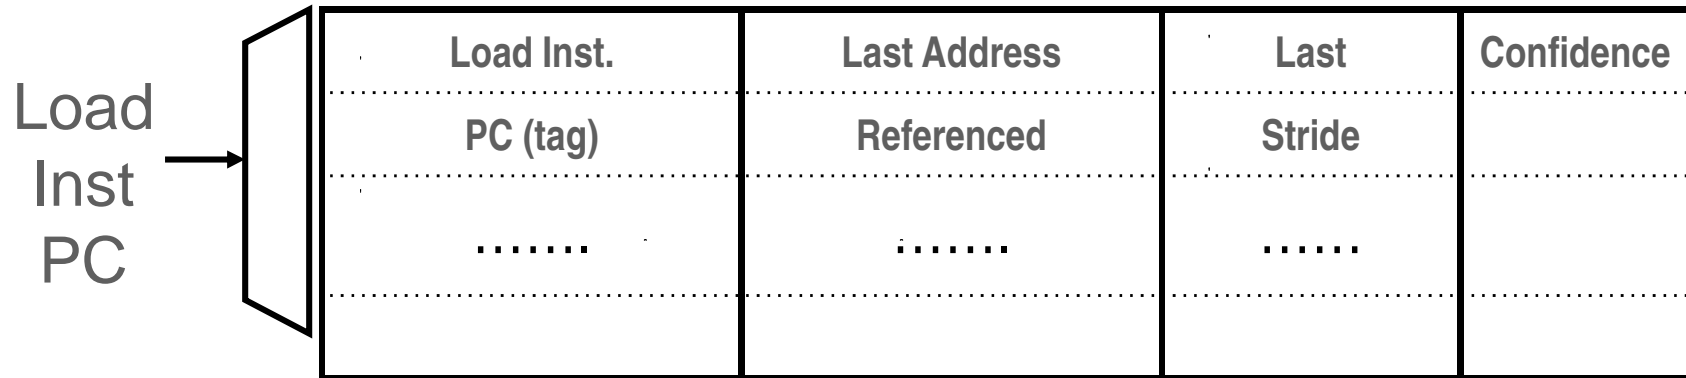 Load
Inst
PC
Load Inst. Last Address Last Confidence
PC (tag) Referenced Stride
....... ....... ......